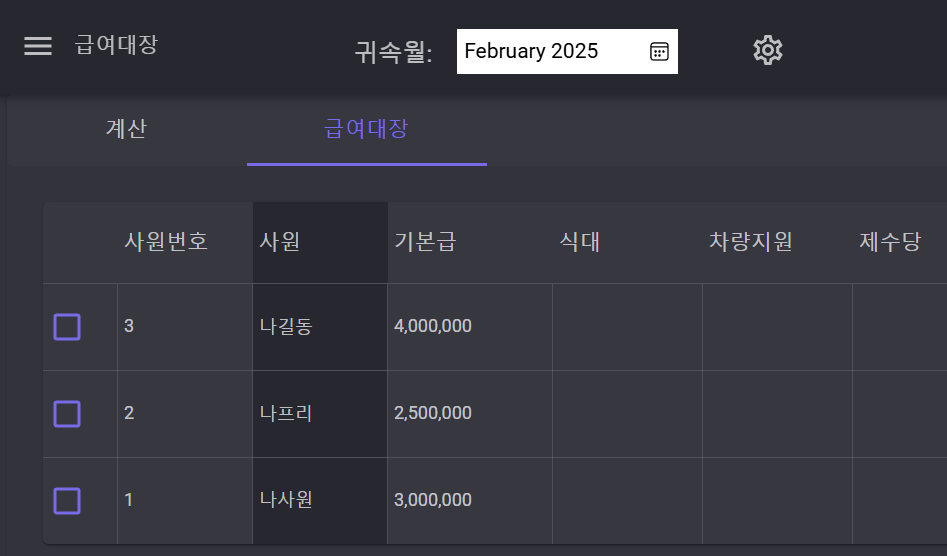 급여대장
귀속월: February 2025
계산 급여대장
사원번호 사원 기본급 식대 차량지원 제수당
3 나길동 4,000,000
2 나프리 2,500,000
1 나사원 3,000,000